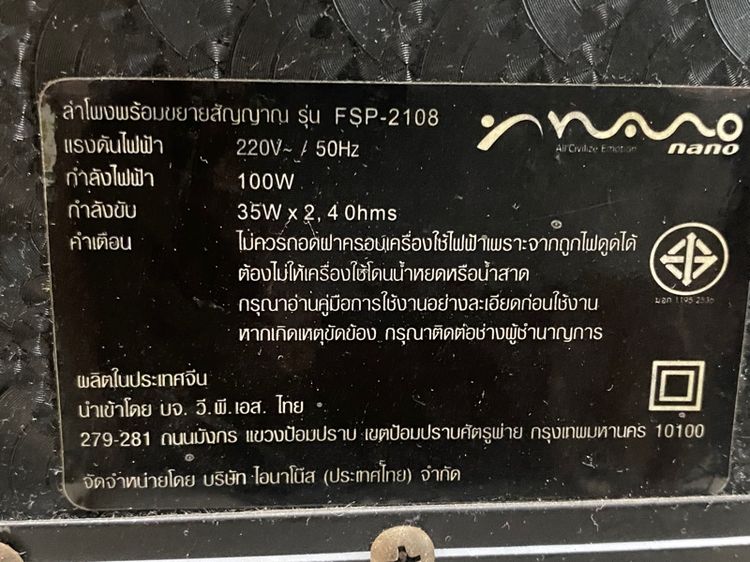 ลำโพงพร้อมขยายสัญญาณ รุ่น FSP-2108
nano
All Civilize Emotion nano
แรงดันไฟฟ้า 220V~ / 50Hz
กำลังไฟฟ้า 100W
กำลังขับ 35W x 2, 4 0hms
คำเตือน ไม่ควรถอดฝาครอบเครื่องใช้ไฟฟ้าเพราะจากถูกไฟดูดได้
ต้องไม่ให้เครื่องใช้โดนน้ำหยดหรือน้ำสาด
กรุณาอ่านคู่มือการใช้งานอย่างละเอียดก่อนใช้งาน
หากเกิดเหตุขัดข้อง กรุณาติดต่อช่างผู้ชำนาญการ
มอก 1195-2536
ผลิตในประเทศจีน
นำเข้าโดย บจ. วี.พี.เอส. ไทย
279-281 ถนนมังกร แขวงป้อมปราบ เขตป้อมปราบศัตรูพ่าย กรุงเทพมหานคร 10100
จัดจำหน่ายโดย บริษัท ไอนาโน๊ส (ประเทศไทย) จำกัด